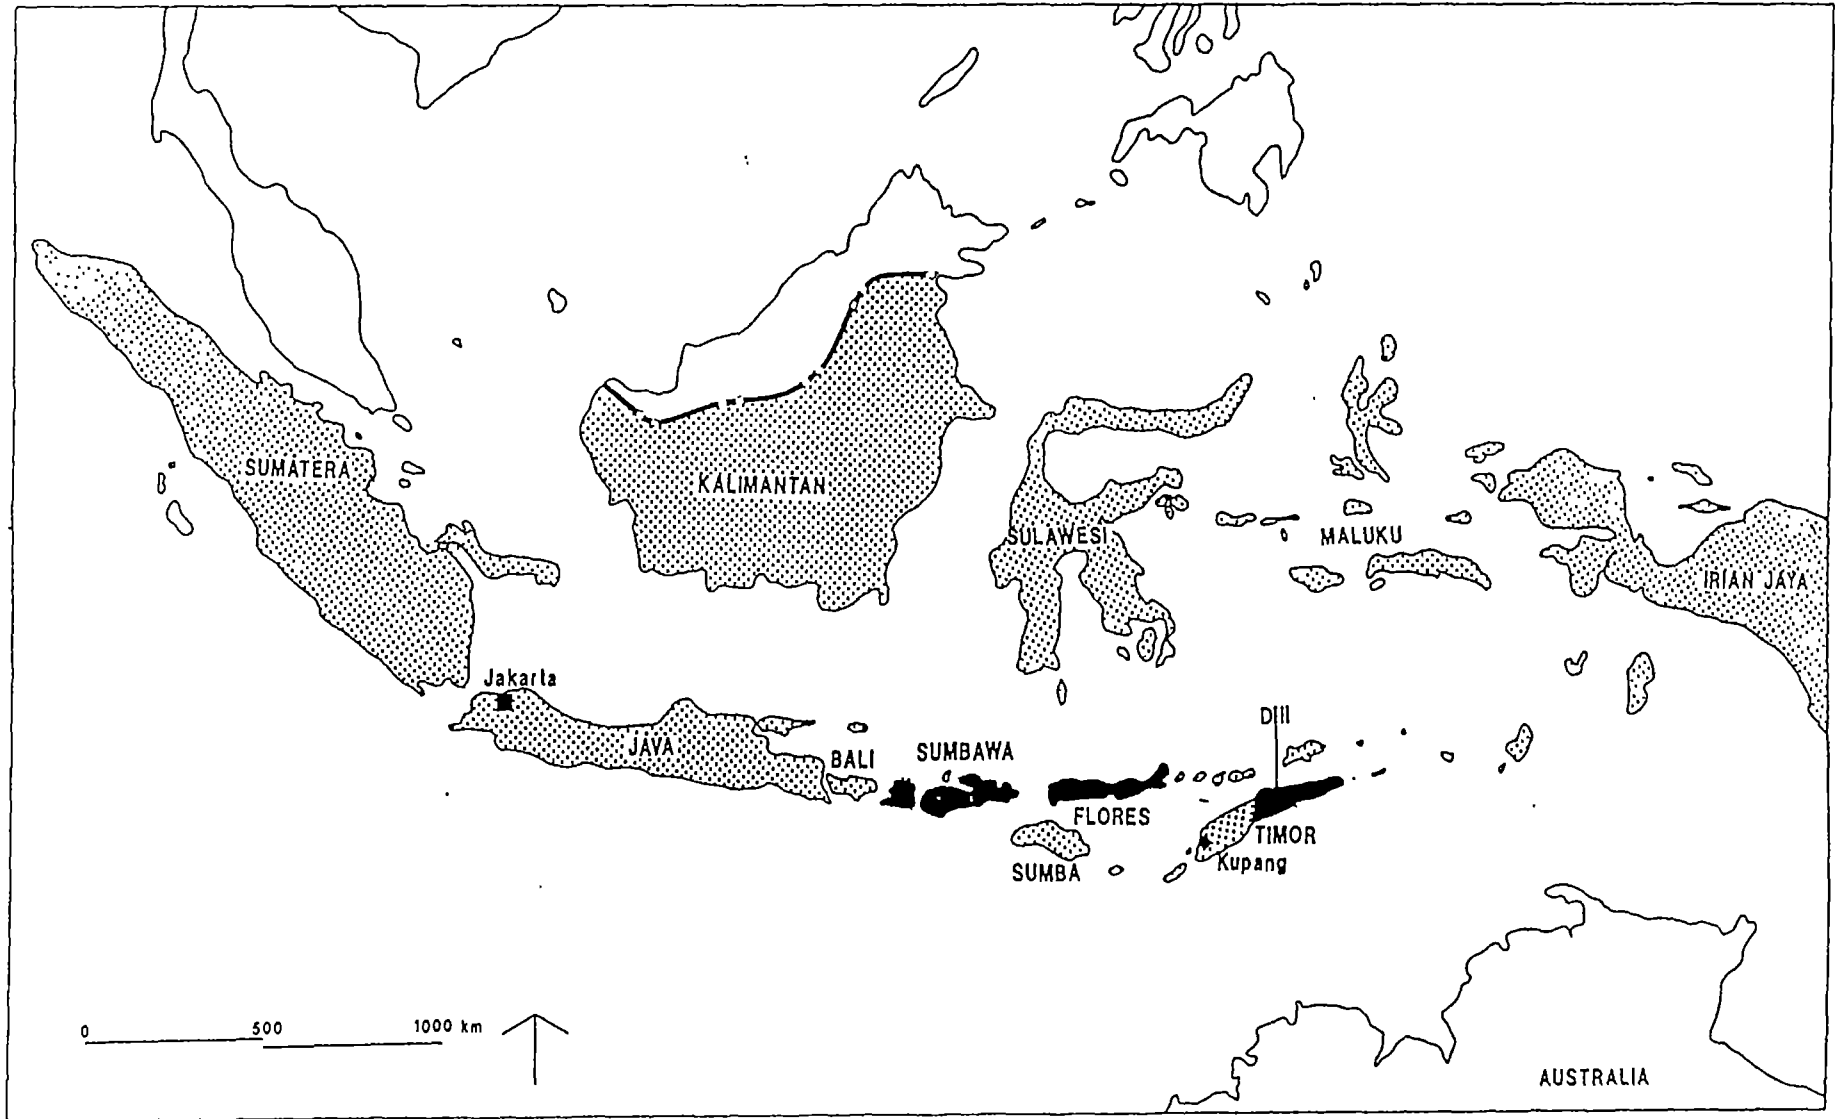 SUMATERA
KALIMANTAN
SULAWESI
MALUKU
IRIAN JAYA
Jakarta
JAVA
BALI
SUMBAWA
FLORES
SUMBA
Dili
TIMOR
Kupang
0 500 1000 km
AUSTRALIA